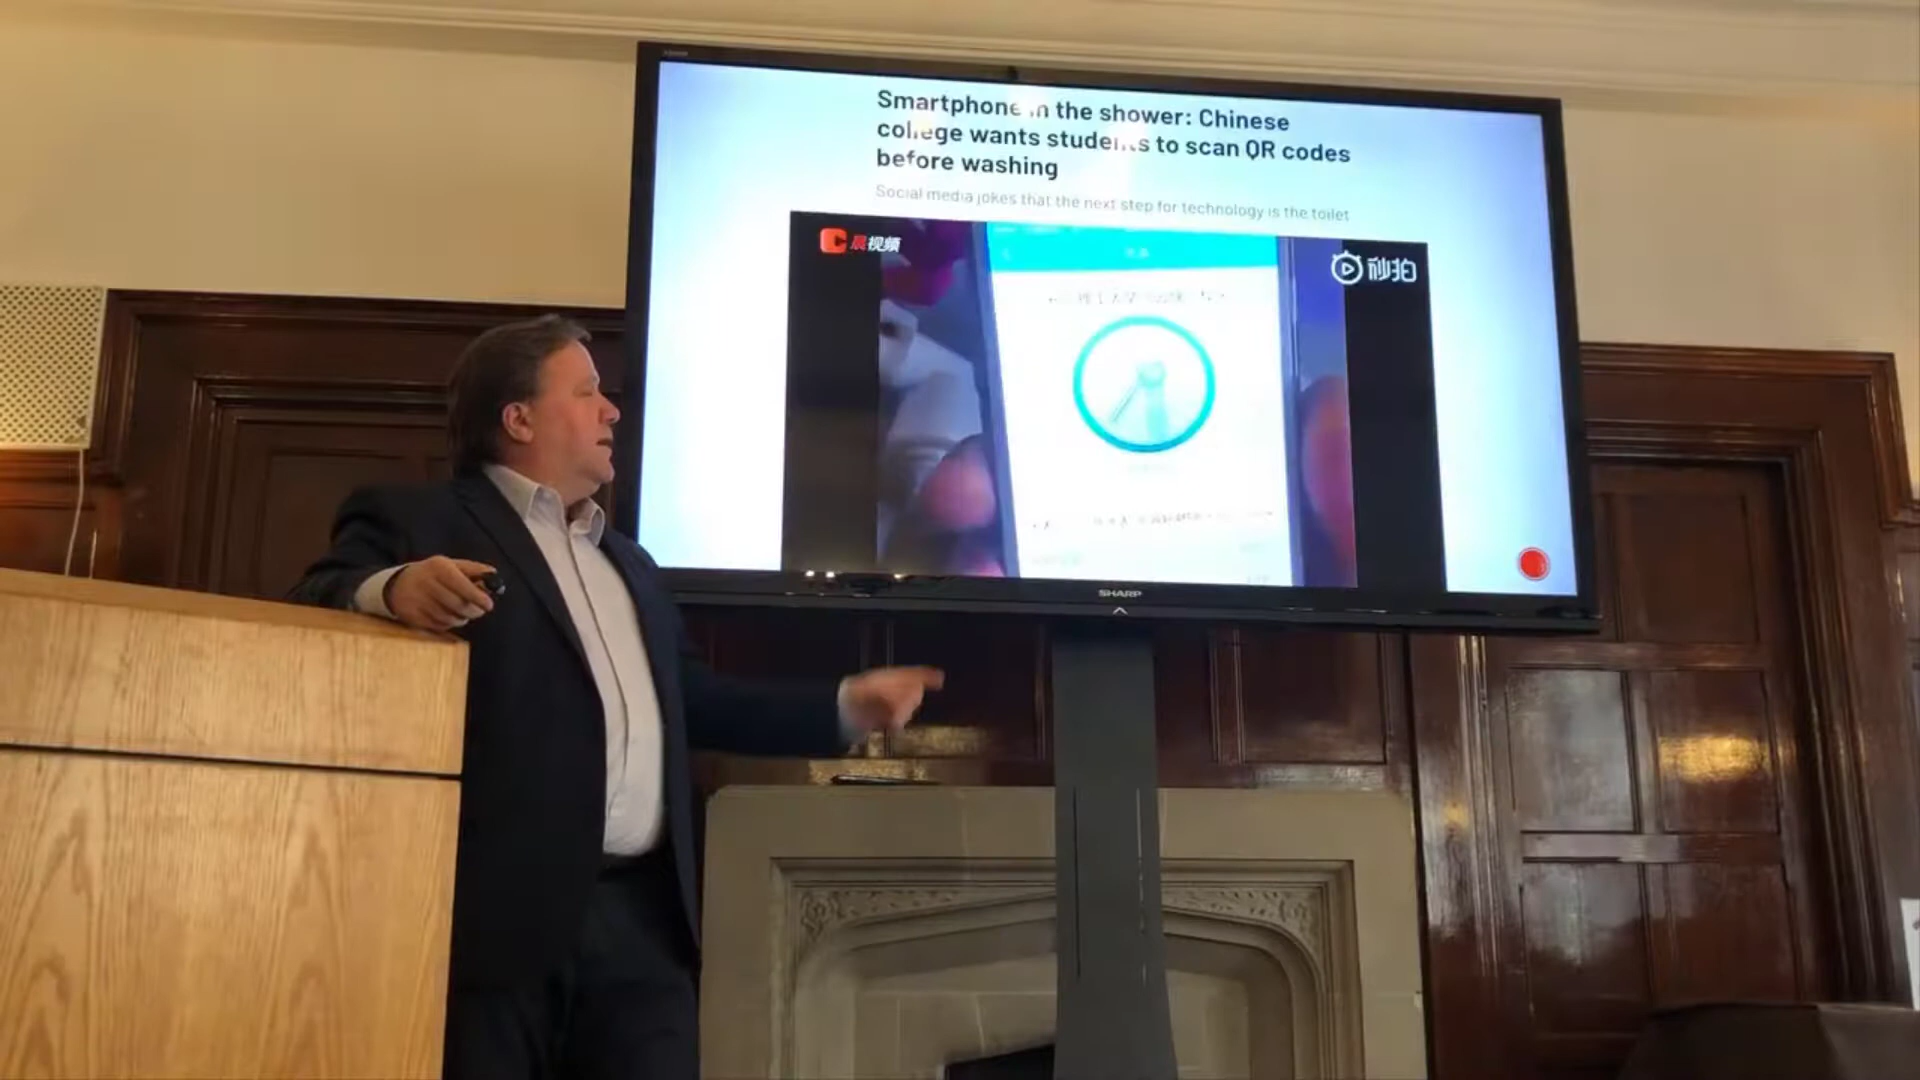 Smartphone in the shower: Chinese
college wants students to scan QR codes
before washing
Social media jokes that the next step for technology is the toilet
晨视频
秒拍
SHARP